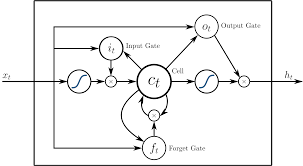 o_t Output Gate
i_t Input Gate
x_t
×
c_t Cell
×
h_t
×
f_t Forget Gate